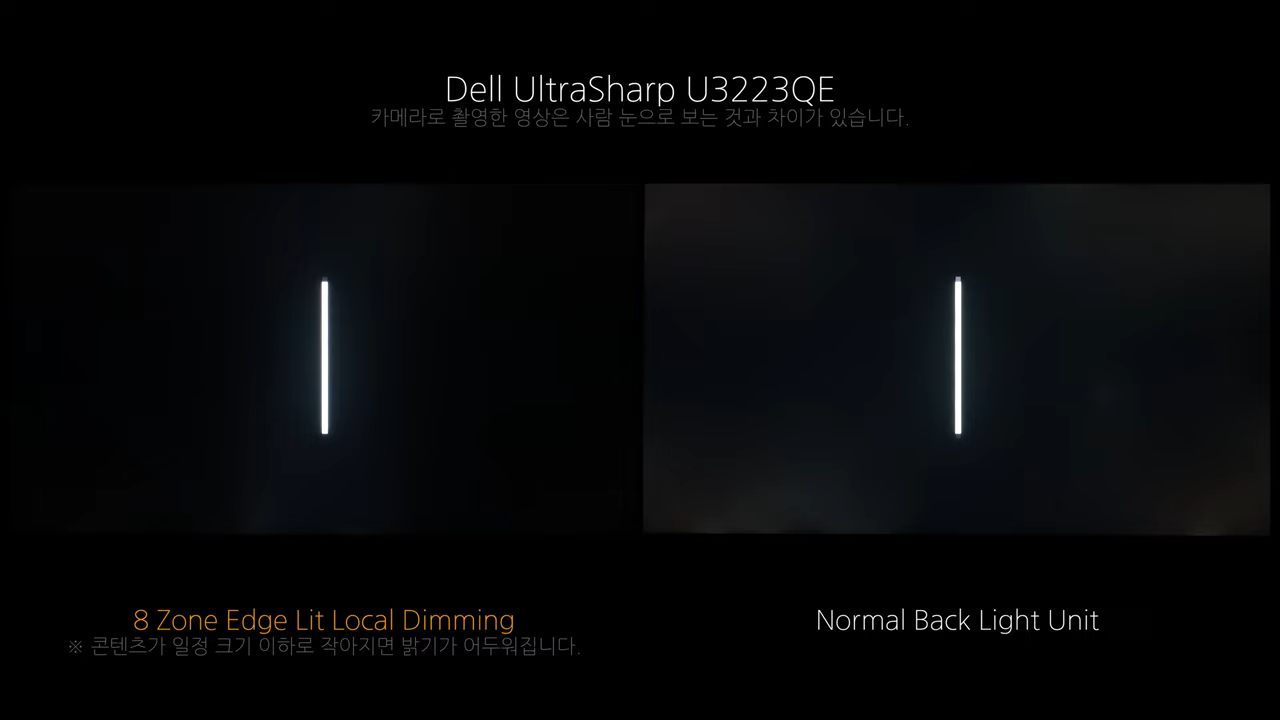 Dell UltraSharp U3223QE
카메라로 촬영한 영상은 사람 눈으로 보는 것과 차이가 있습니다.
8 Zone Edge Lit Local Dimming
※ 콘텐츠가 일정 크기 이하로 작아지면 밝기가 어두워집니다.
Normal Back Light Unit